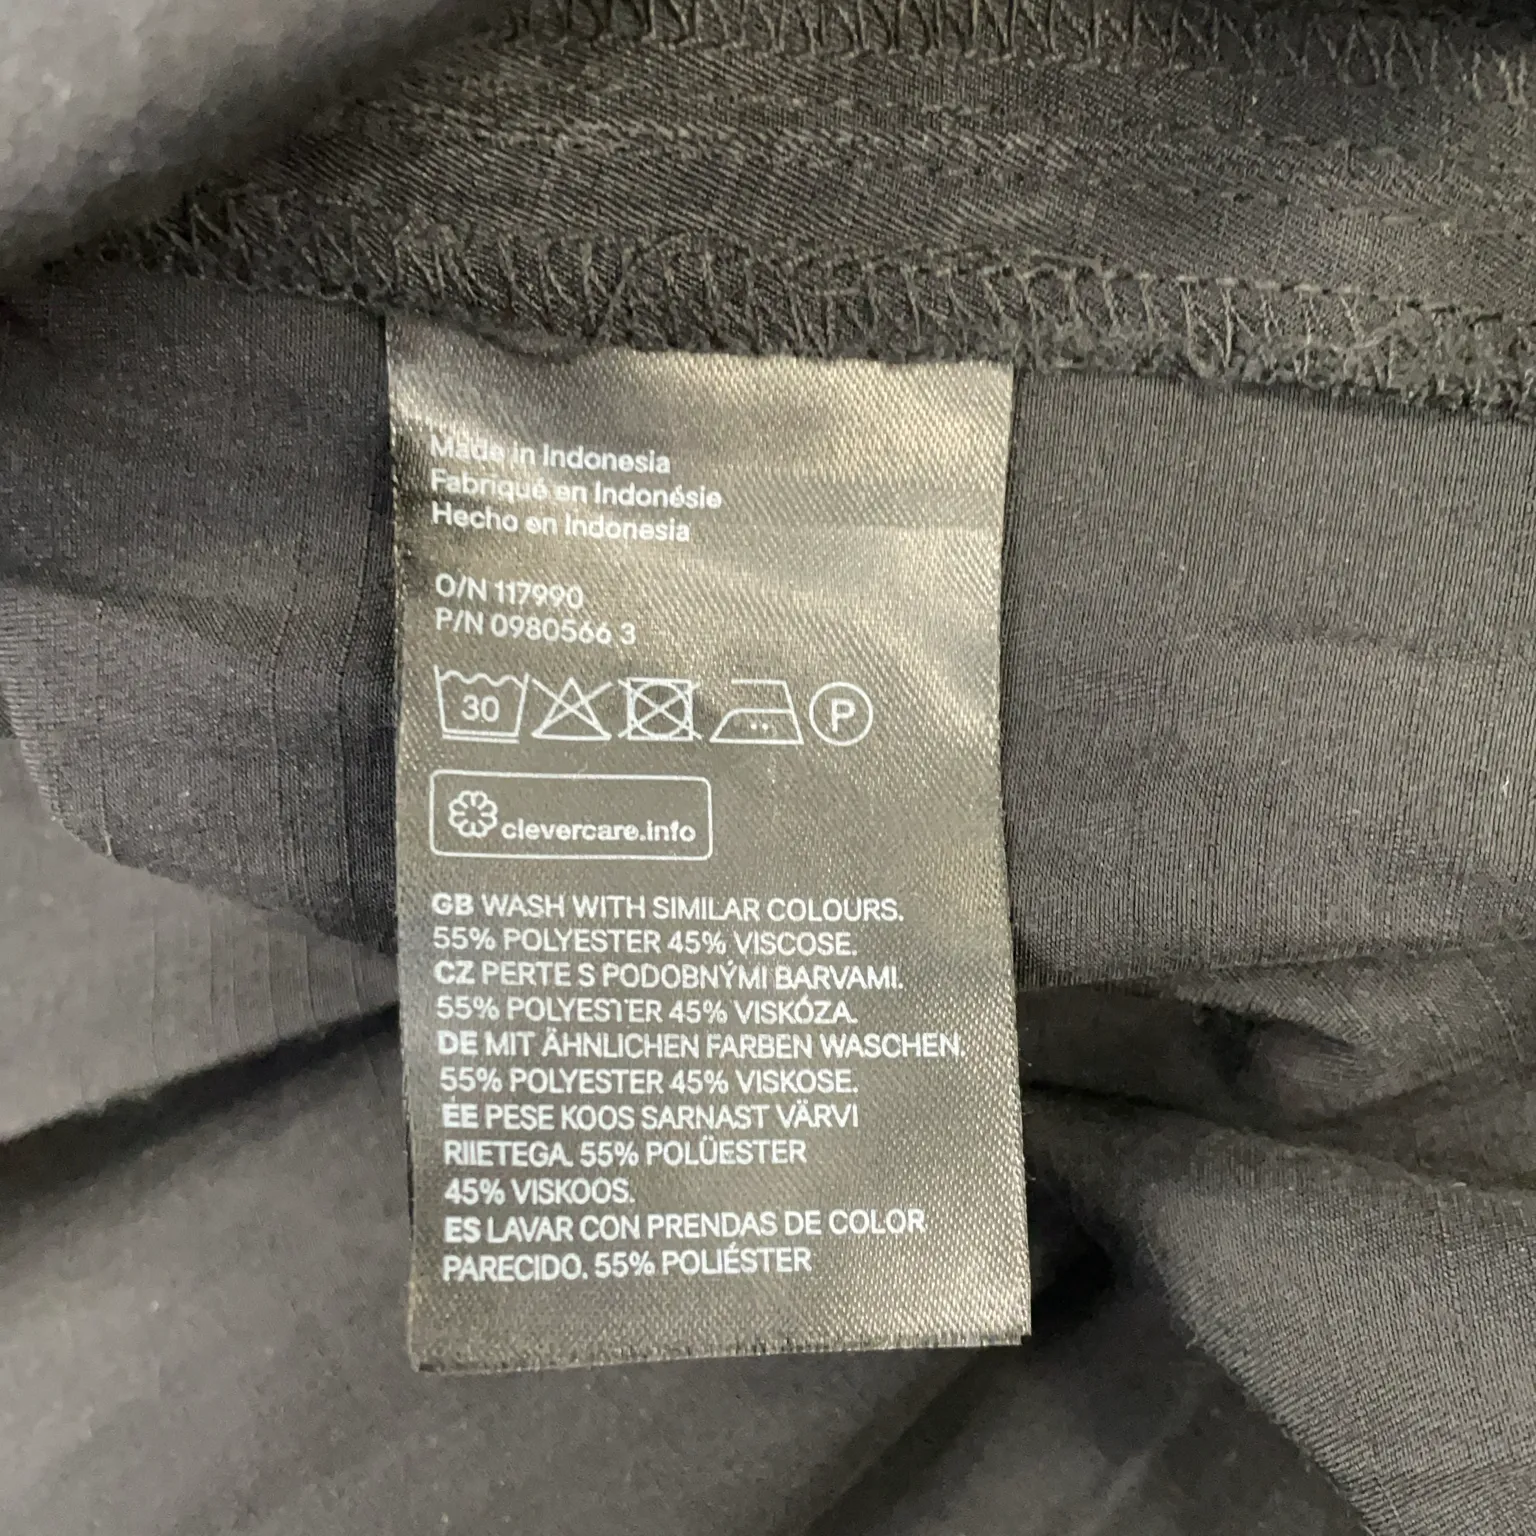 Made in Indonesia
Fabriqué en Indonésie
Hecho en Indonesia
O/N 117990
P/N 0980566 3
30 P
clevercare.info
GB WASH WITH SIMILAR COLOURS.
55% POLYESTER 45% VISCOSE.
CZ PERTE S PODOBNÝMI BARVAMI.
55% POLYESTER 45% VISKÓZA.
DE MIT ÄHNLICHEN FARBEN WASCHEN.
55% POLYESTER 45% VISKOSE.
EE PESE KOOS SARNAST VÄRVI
RIIETEGA. 55% POLÜESTER
45% VISKOOS.
ES LAVAR CON PRENDAS DE COLOR
PARECIDO. 55% POLIÉSTER